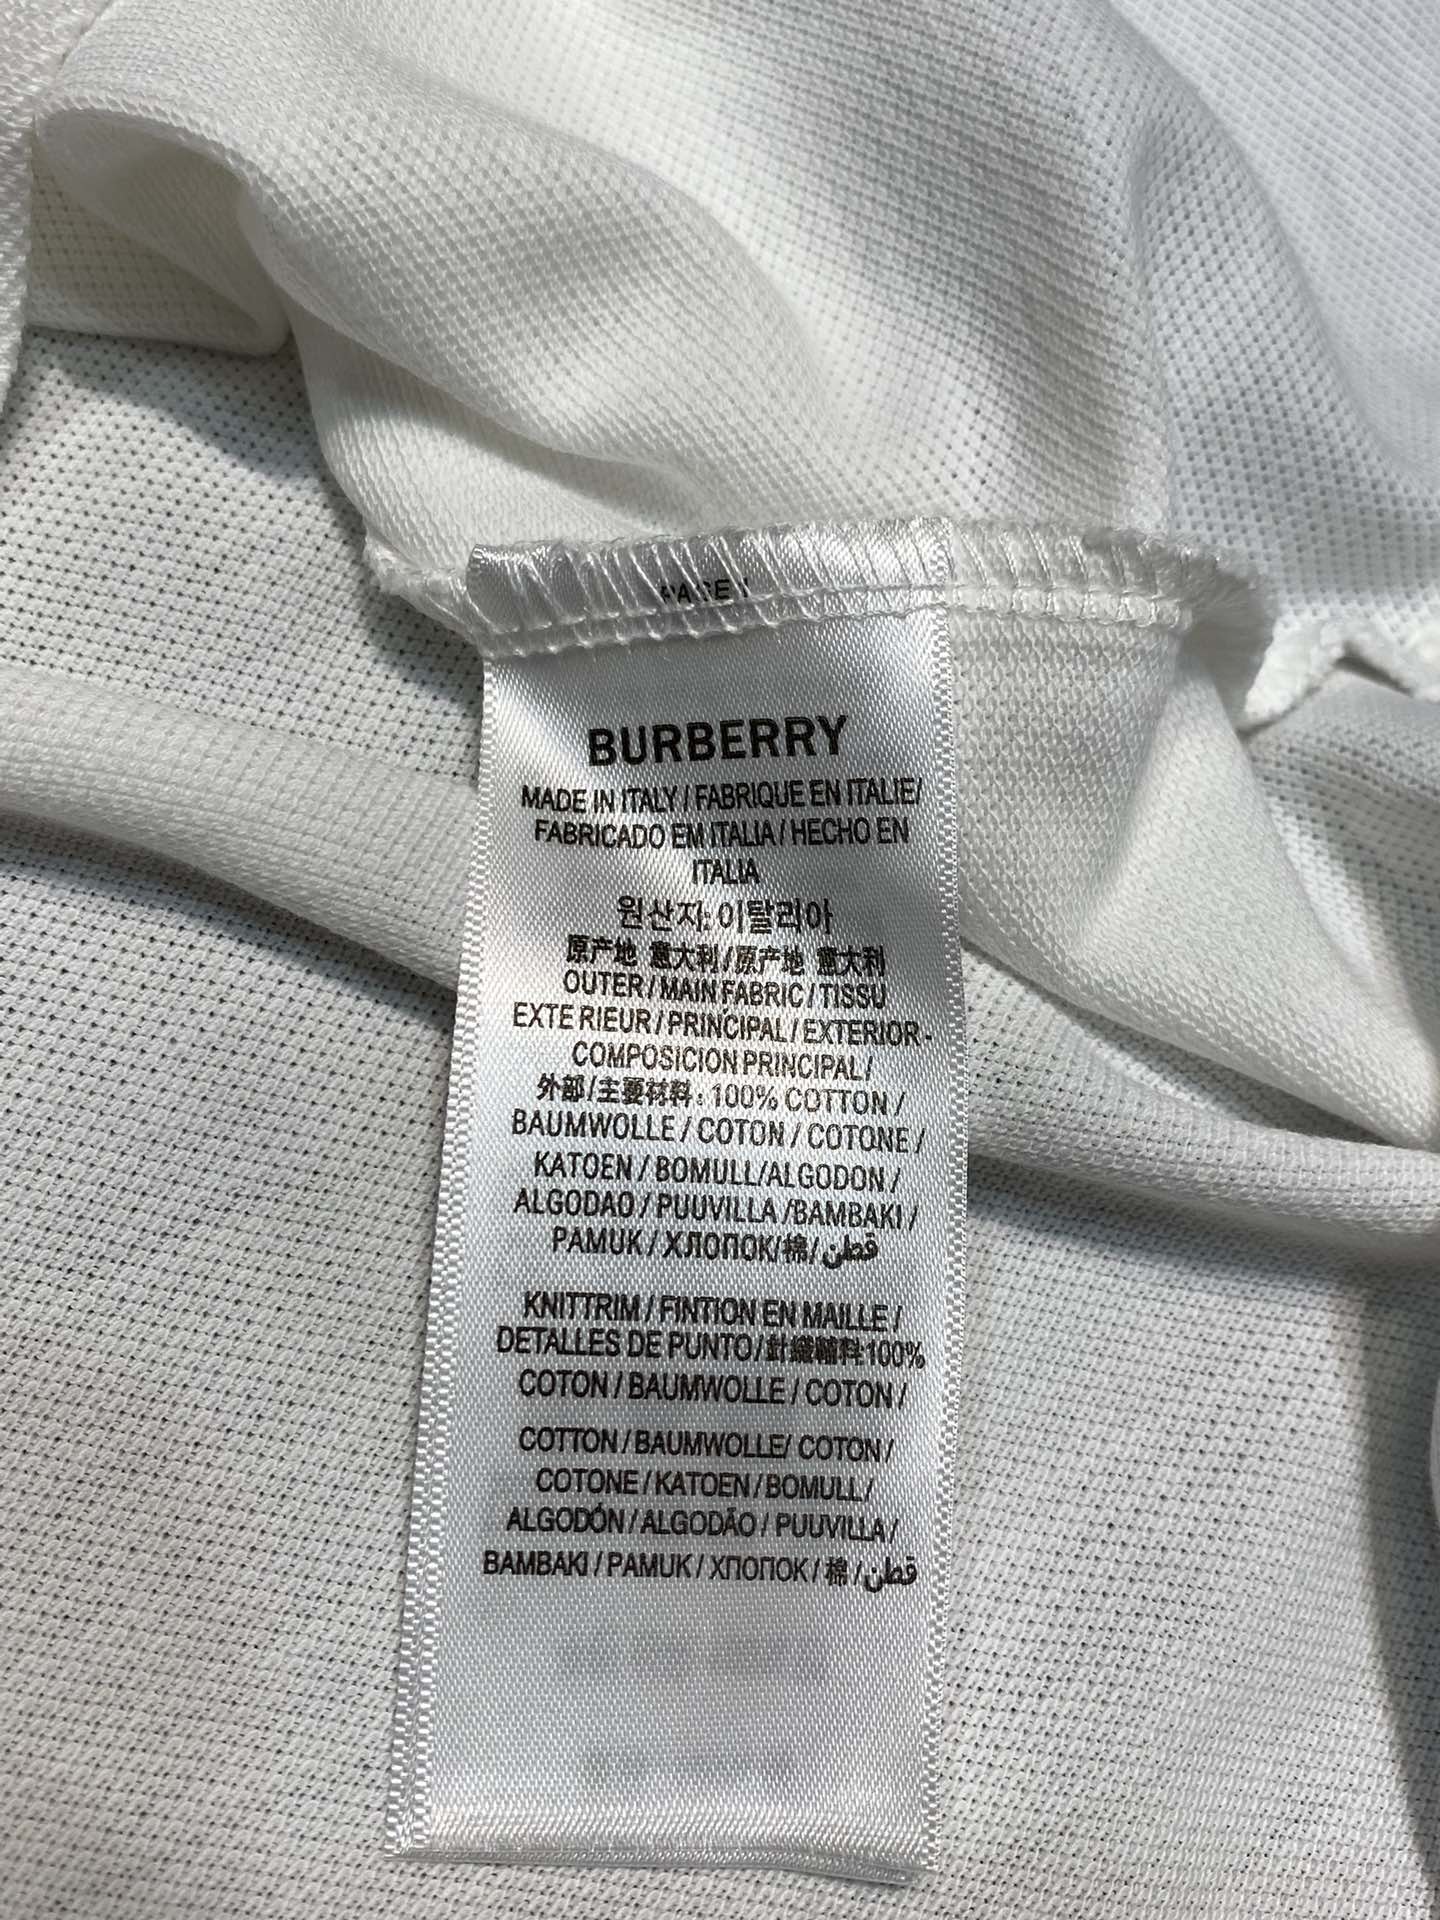 PAGE 1
BURBERRY
MADE IN ITALY / FABRIQUE EN ITALIE/
FABRICADO EM ITALIA / HECHO EN
ITALIA
원산지:이탈리아
原产地 意大利/原产地 意大利
OUTER / MAIN FABRIC / TISSU
EXTE RIEUR / PRINCIPAL / EXTERIOR-
COMPOSICION PRINCIPAL /
外部/主要材料: 100% COTTON /
BAUMWOLLE / COTON / COTONE /
KATOEN / BOMULL/ALGODON /
ALGODAO / PUUVILLA /BAMBAKI /
PAMUK / ХЛОПОК/棉/قطن
KNITTRIM / FINTION EN MAILLE /
DETALLES DE PUNTO/針織輔料:100%
COTON / BAUMWOLLE / COTON /
COTTON / BAUMWOLLE/ COTON /
COTONE / KATOEN / BOMULL/
ALGODÓN / ALGODÃO / PUUVILLA /
BAMBAKI / PAMUK / ХПОПОК / 棉 / قطن